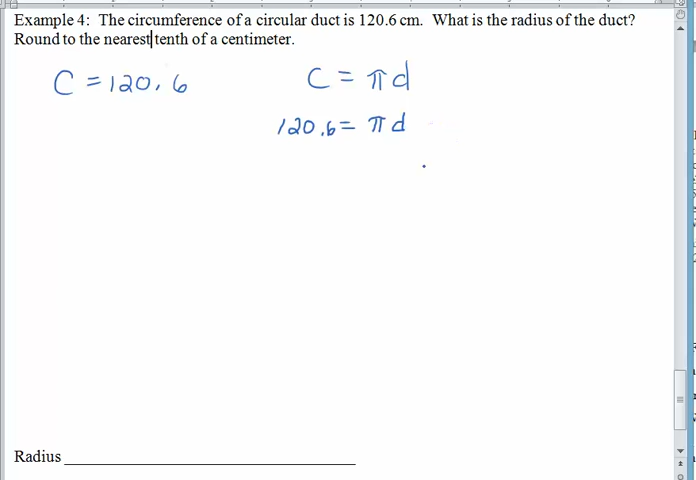 Example 4: The circumference of a circular duct is 120.6 cm. What is the radius of the duct?
Round to the nearest tenth of a centimeter.
C = 120.6 C = πd
120.6 = πd
Radius ____________________